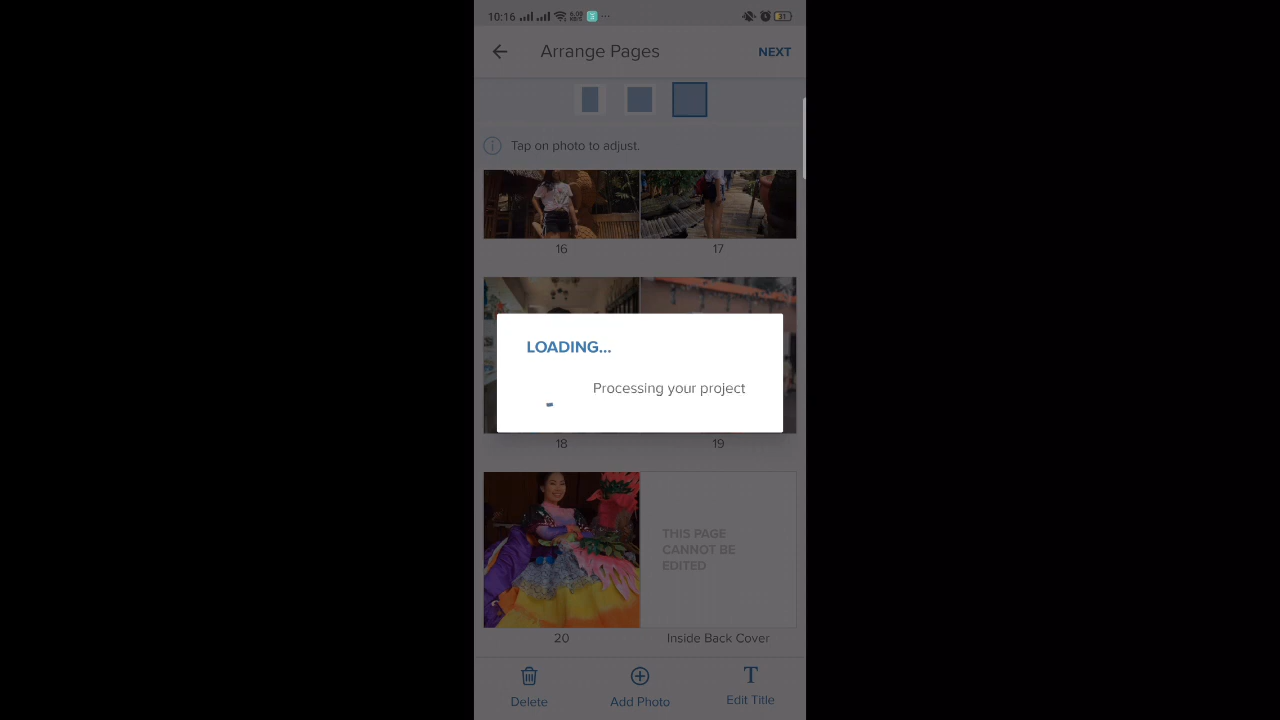 10:16
31
Arrange Pages
NEXT
Tap on photo to adjust.
16
17
LOADING...
Processing your project
18
19
THIS PAGE
CANNOT BE
EDITED
20
Inside Back Cover
Delete
Add Photo
Edit Title